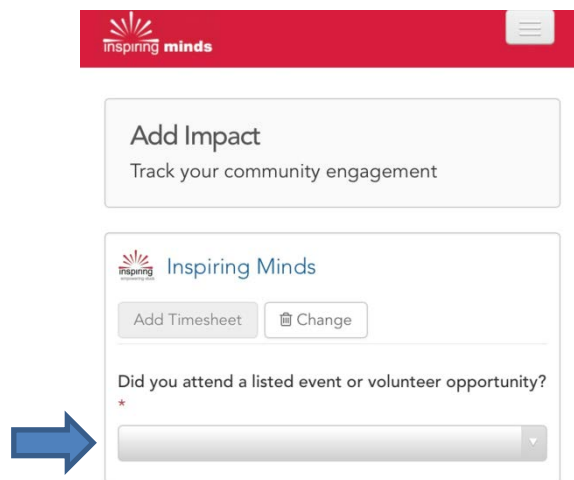 inspiring minds
Add Impact
Track your community engagement
inspiring
Inspiring Minds
Add Timesheet
Change
Did you attend a listed event or volunteer opportunity?
*